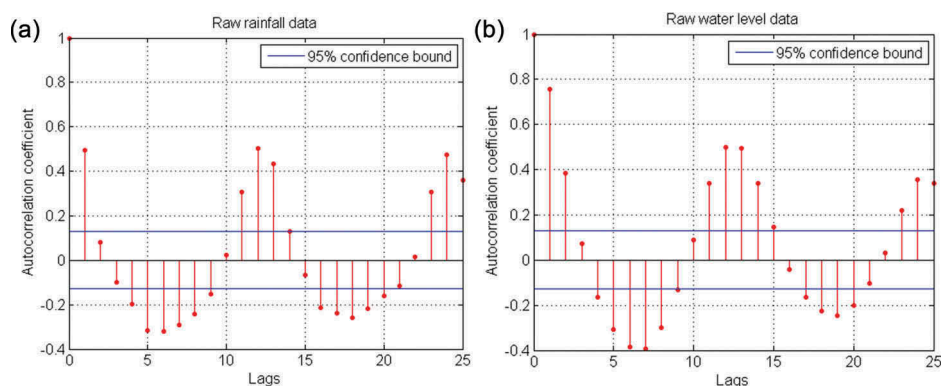 (a)
Raw rainfall data
95% confidence bound
Autocorrelation coefficient
1
0.8
0.6
0.4
0.2
0
-0.2
-0.4
0 5 10 15 20 25
Lags
(b)
Raw water level data
95% confidence bound
Autocorrelation coefficient
1
0.8
0.6
0.4
0.2
0
-0.2
-0.4
0 5 10 15 20 25
Lags